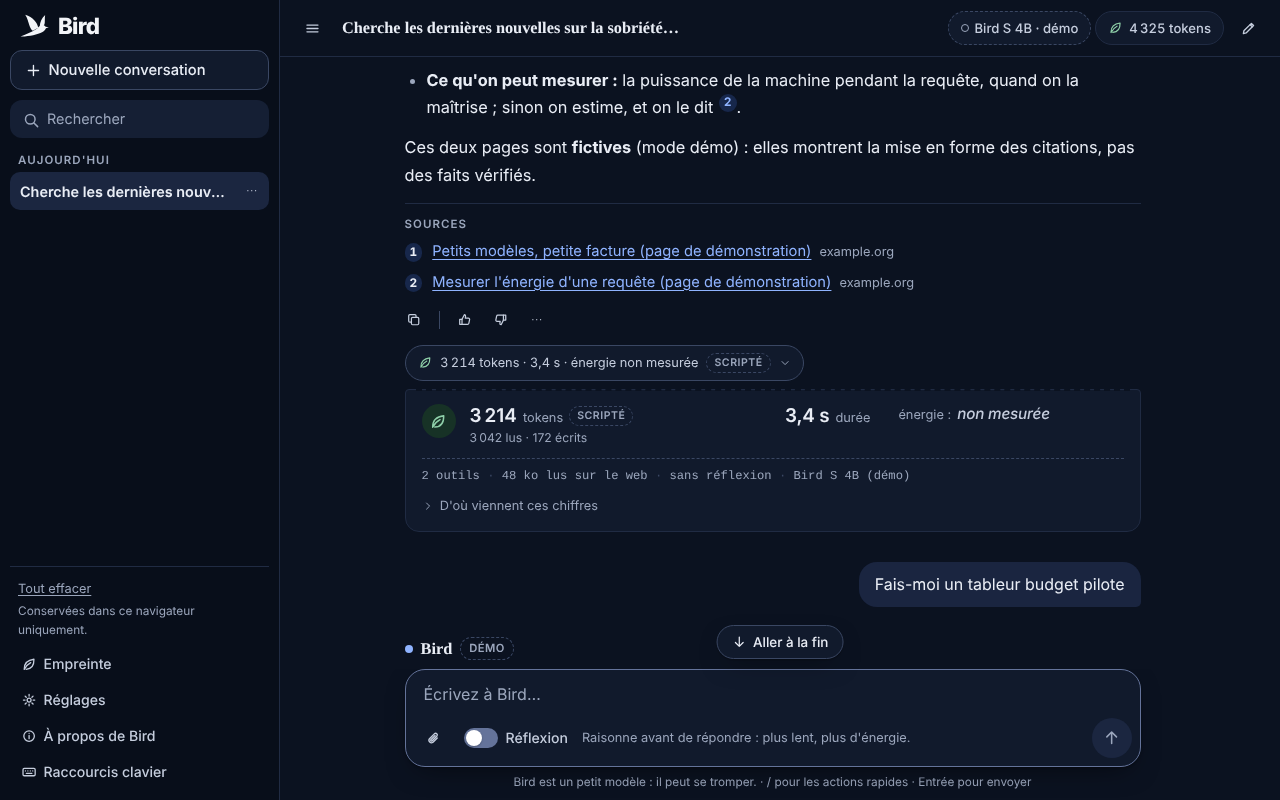 Bird
Nouvelle conversation
Rechercher
AUJOURD'HUI
Cherche les dernières nouv...
Tout effacer
Conservées dans ce navigateur
uniquement.
Empreinte
Réglages
À propos de Bird
Raccourcis clavier
Cherche les dernières nouvelles sur la sobriété…
Bird S 4B · démo
4 325 tokens
Ce qu'on peut mesurer : la puissance de la machine pendant la requête, quand on la
maîtrise ; sinon on estime, et on le dit 2.
Ces deux pages sont fictives (mode démo) : elles montrent la mise en forme des citations, pas
des faits vérifiés.
SOURCES
1 Petits modèles, petite facture (page de démonstration) example.org
2 Mesurer l'énergie d'une requête (page de démonstration) example.org
3 214 tokens · 3,4 s · énergie non mesurée SCRIPTÉ
3 214 tokens SCRIPTÉ 3,4 s durée énergie : non mesurée
3 042 lus · 172 écrits
2 outils · 48 ko lus sur le web · sans réflexion · Bird S 4B (démo)
D'où viennent ces chiffres
Fais-moi un tableur budget pilote
Aller à la fin
Bird DÉMO
Écrivez à Bird…
Réflexion Raisonne avant de répondre : plus lent, plus d'énergie.
Bird est un petit modèle : il peut se tromper. · / pour les actions rapides · Entrée pour envoyer